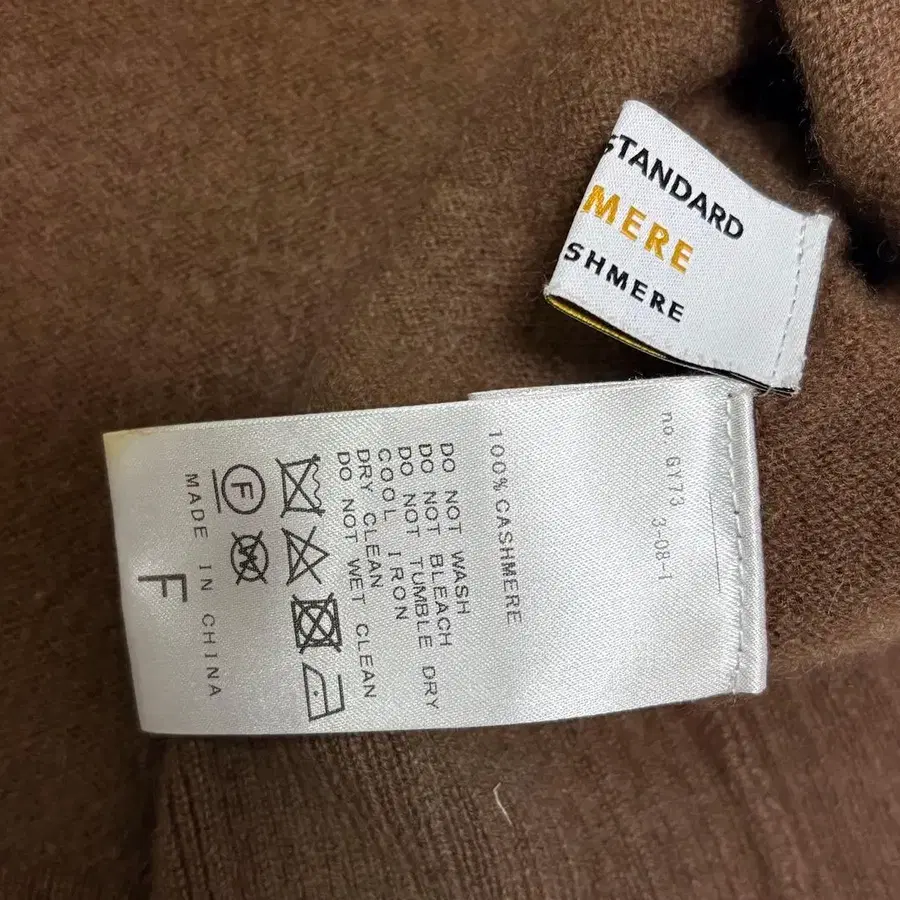 STANDARD
MERE
SHMERE
no GY73 3-08-1
100%CASHMERE
DO NOT WASH
DO NOT BLEACH
DO NOT TUMBLE DRY
COOL IRON
DRY CLEAN
DO NOT WET CLEAN
F
W
MADE IN CHINA
F